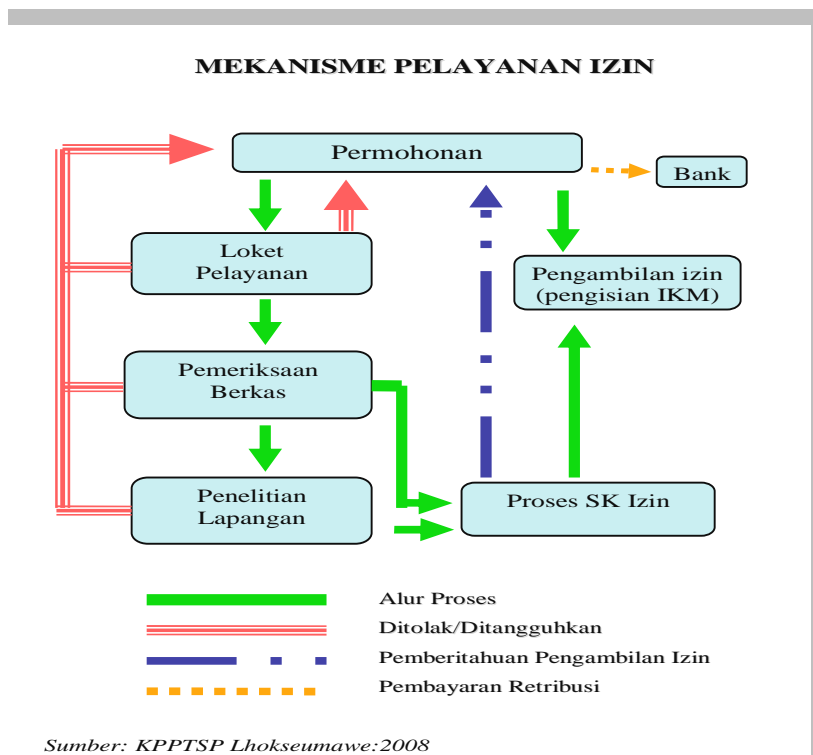 MEKANISME PELAYANAN IZIN
Permohonan
Bank
Loket
Pelayanan
Pengambilan izin
(pengisian IKM)
Pemeriksaan
Berkas
Penelitian
Lapangan
Proses SK Izin
Alur Proses
Ditolak/Ditangguhkan
Pemberitahuan Pengambilan Izin
Pembayaran Retribusi
Sumber: KPPTSP Lhokseumawe:2008